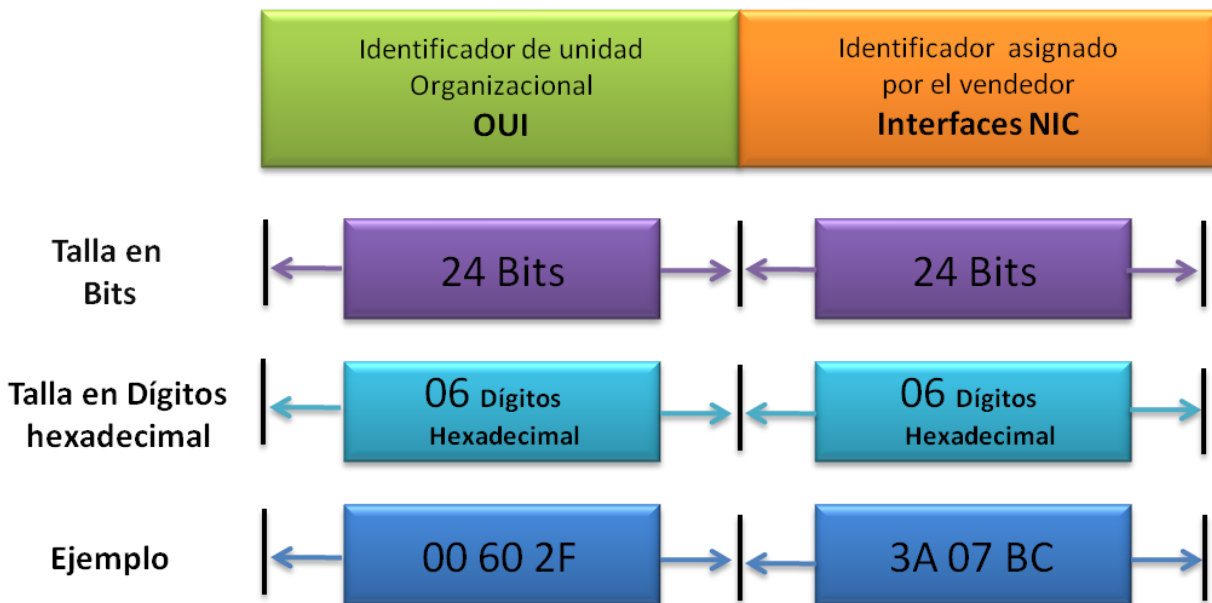 Identificador de unidad
Organizacional
OUI
Identificador asignado
por el vendedor
Interfaces NIC
Talla en
Bits
24 Bits
24 Bits
Talla en Dígitos
hexadecimal
06 Dígitos
Hexadecimal
06 Dígitos
Hexadecimal
Ejemplo
00 60 2F
3A 07 BC